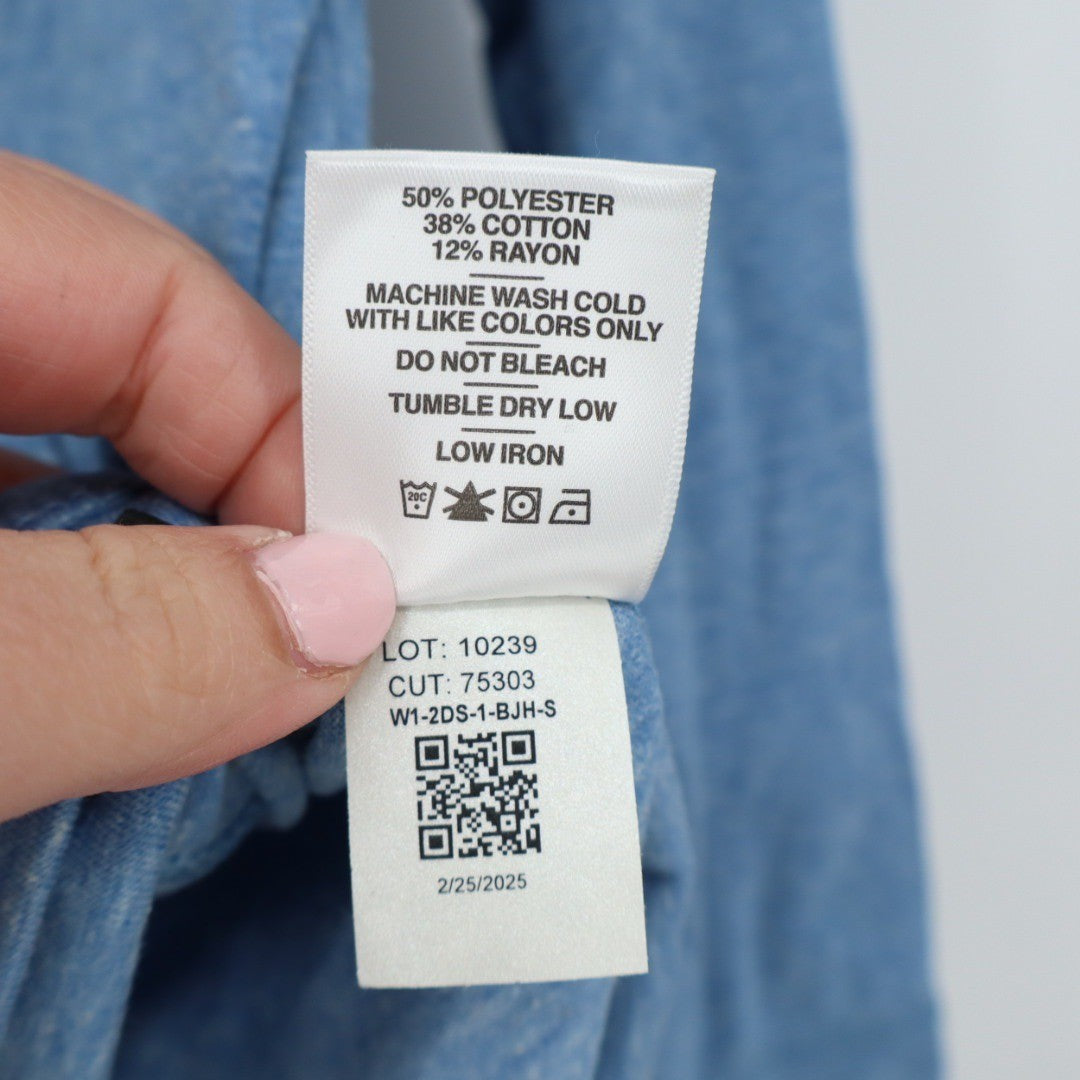 50% POLYESTER
38% COTTON
12% RAYON
MACHINE WASH COLD
WITH LIKE COLORS ONLY
DO NOT BLEACH
TUMBLE DRY LOW
LOW IRON
20C
LOT: 10239
CUT: 75303
W1-2DS-1-BJH-S
2/25/2025